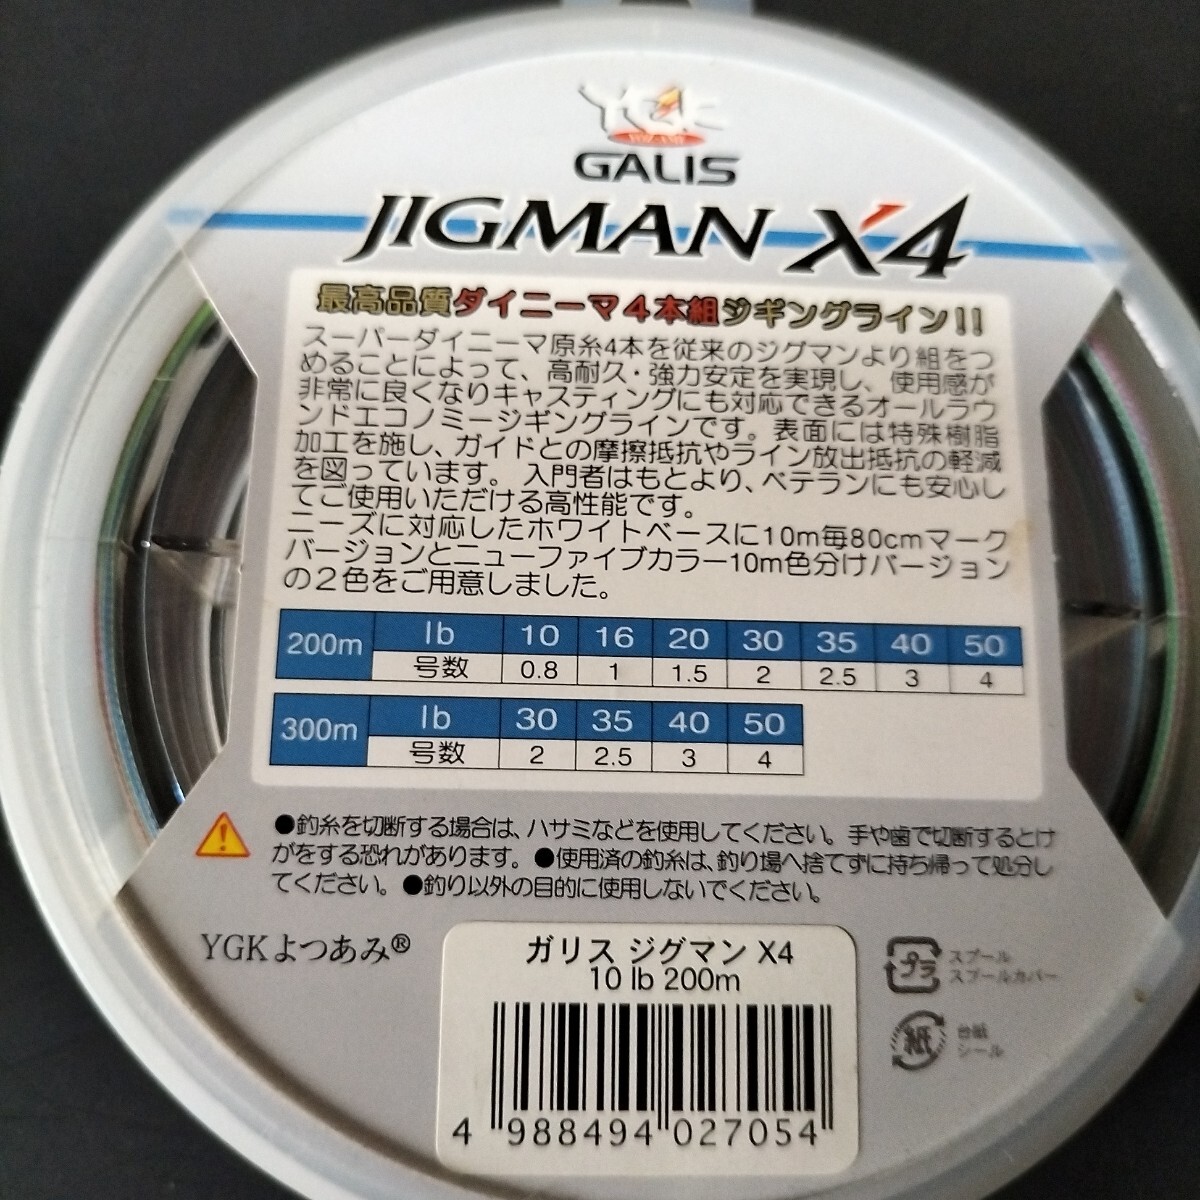 YGK
GALIS
JIGMAN X4
最高品質ダイニーマ4本組ジギングライン!!
スーパーダイニーマ原糸4本を従来のジグマンより組をつ
めることによって、高耐久・強力安定を実現し、使用感が
非常に良くなりキャスティングにも対応できるオールラウ
ンドエコノミージギングラインです。表面には特殊樹脂
加工を施し、ガイドとの摩擦抵抗やライン放出抵抗の軽減
を図っています。入門者はもとより、ベテランにも安心し
てご使用いただける高性能です。
ニーズに対応したホワイトベースに10m毎80cmマーク
バージョンとニューファイブカラー10m色分けバージョン
の2色をご用意しました。
200m lb 10 16 20 30 35 40 50
号数 0.8 1 1.5 2 2.5 3 4
300m lb 30 35 40 50
号数 2 2.5 3 4
●釣糸を切断する場合は、ハサミなどを使用してください。手や歯で切断するとけ
がをする恐れがあります。●使用済の釣糸は、釣り場へ捨てずに持ち帰って処分し
てください。●釣り以外の目的に使用しないでください。
YGKよつあみ®
ガリス ジグマン X4
10 lb 200m
4 988494 027054
プラ スプール
スプールカバー
紙 台紙
シール